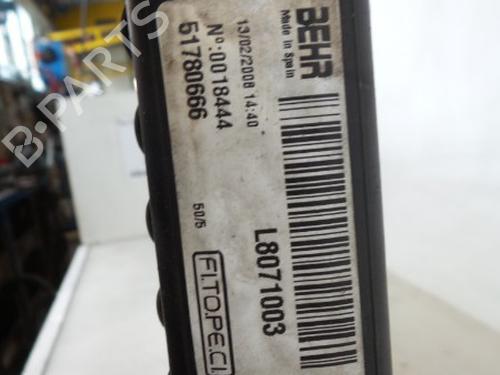 BEHR
Made in Spain
13/02/2008 14:40
Nº:0018444
51780666
L8071003
50/5
FI.TO.PE.CI.
B-PARTS